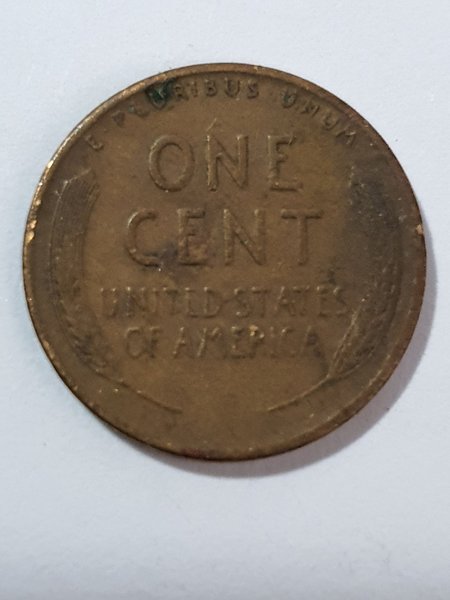 E PLURIBUS UNUM
ONE
CENT
UNITED STATES
OF AMERICA